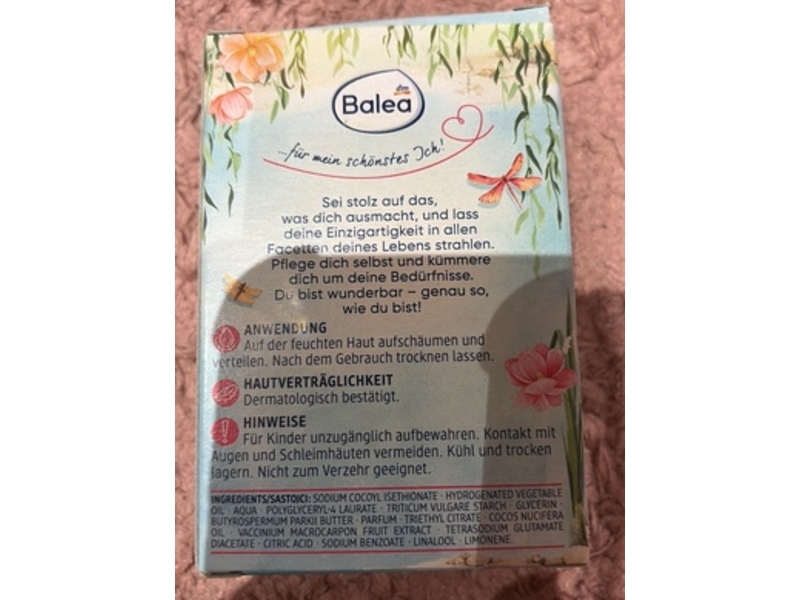 dm
Balea
...für mein schönstes Ich!
Sei stolz auf das,
was dich ausmacht, und lass
deine Einzigartigkeit in allen
Facetten deines Lebens strahlen.
Pflege dich selbst und kümmere
dich um deine Bedürfnisse.
Du bist wunderbar – genau so,
wie du bist!
ANWENDUNG
Auf der feuchten Haut aufschäumen und
verteilen. Nach dem Gebrauch trocknen lassen.
HAUTVERTRÄGLICHKEIT
Dermatologisch bestätigt.
HINWEISE
Für Kinder unzugänglich aufbewahren. Kontakt mit
Augen und Schleimhäuten vermeiden. Kühl und trocken
lagern. Nicht zum Verzehr geeignet.
INGREDIENTS/SASTOJCI: SODIUM COCOYL ISETHIONATE · HYDROGENATED VEGETABLE
OIL · AQUA · POLYGLYCERYL-4 LAURATE · TRITICUM VULGARE STARCH · GLYCERIN ·
BUTYROSPERMUM PARKII BUTTER · PARFUM · TRIETHYL CITRATE · COCOS NUCIFERA
OIL · VACCINIUM MACROCARPON FRUIT EXTRACT · TETRASODIUM GLUTAMATE
DIACETATE · CITRIC ACID · SODIUM BENZOATE · LINALOOL · LIMONENE.